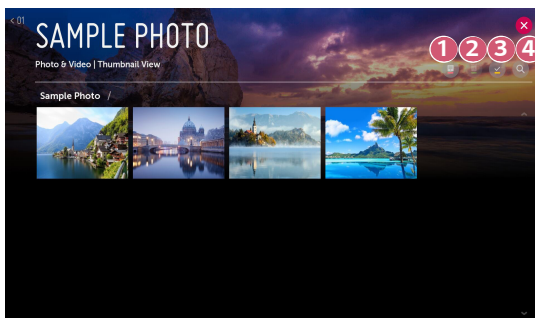 < 01
SAMPLE PHOTO
1 2 3 4
Photo & Video | Thumbnail View
Sample Photo /